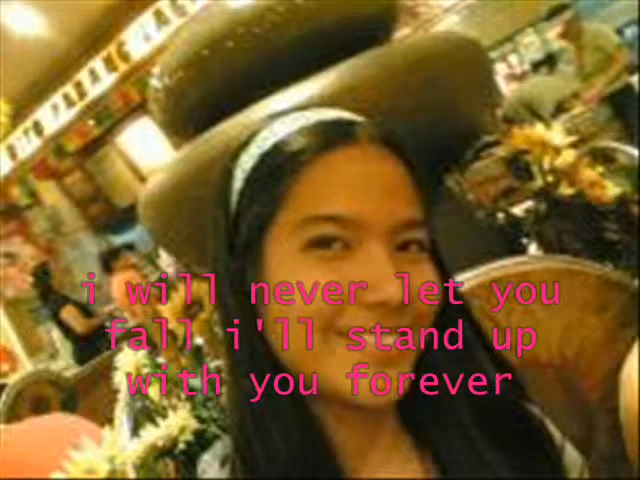 i will never let you
fall i'll stand up
with you forever